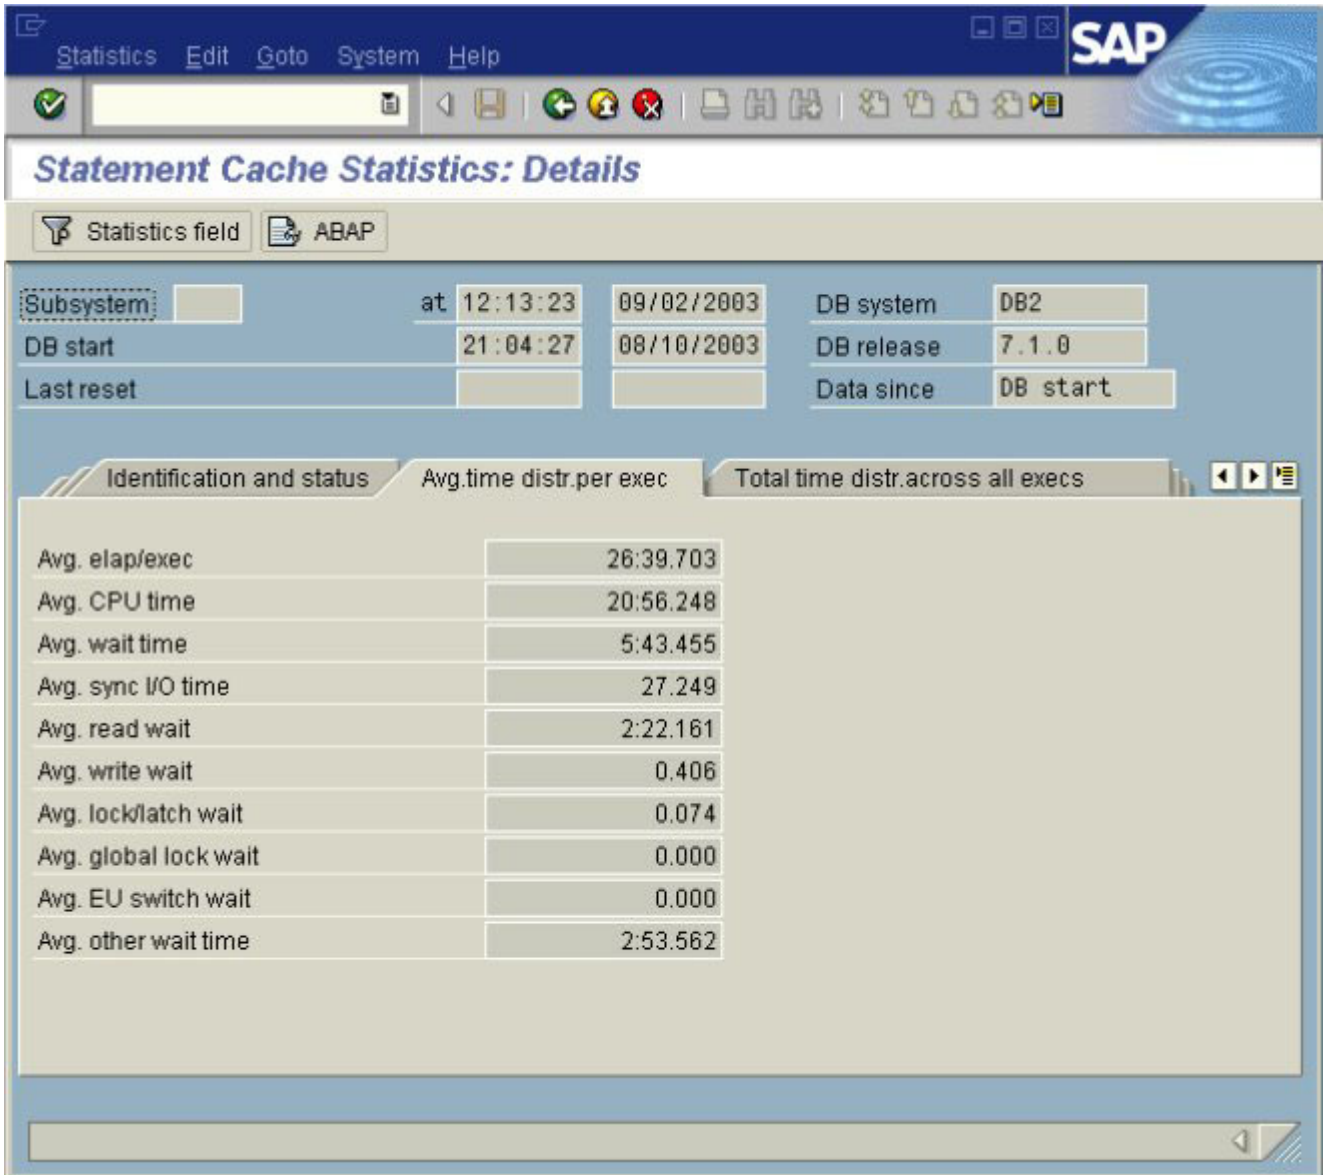 Statistics Edit Goto System Help
SAP
Statement Cache Statistics: Details
Statistics field ABAP
Subsystem at 12:13:23 09/02/2003 DB system DB2
DB start 21:04:27 08/10/2003 DB release 7.1.0
Last reset Data since DB start
Identification and status Avg.time distr.per exec Total time distr.across all execs
Avg. elap/exec 26:39.703
Avg. CPU time 20:56.248
Avg. wait time 5:43.455
Avg. sync I/O time 27.249
Avg. read wait 2:22.161
Avg. write wait 0.406
Avg. lock/latch wait 0.074
Avg. global lock wait 0.000
Avg. EU switch wait 0.000
Avg. other wait time 2:53.562